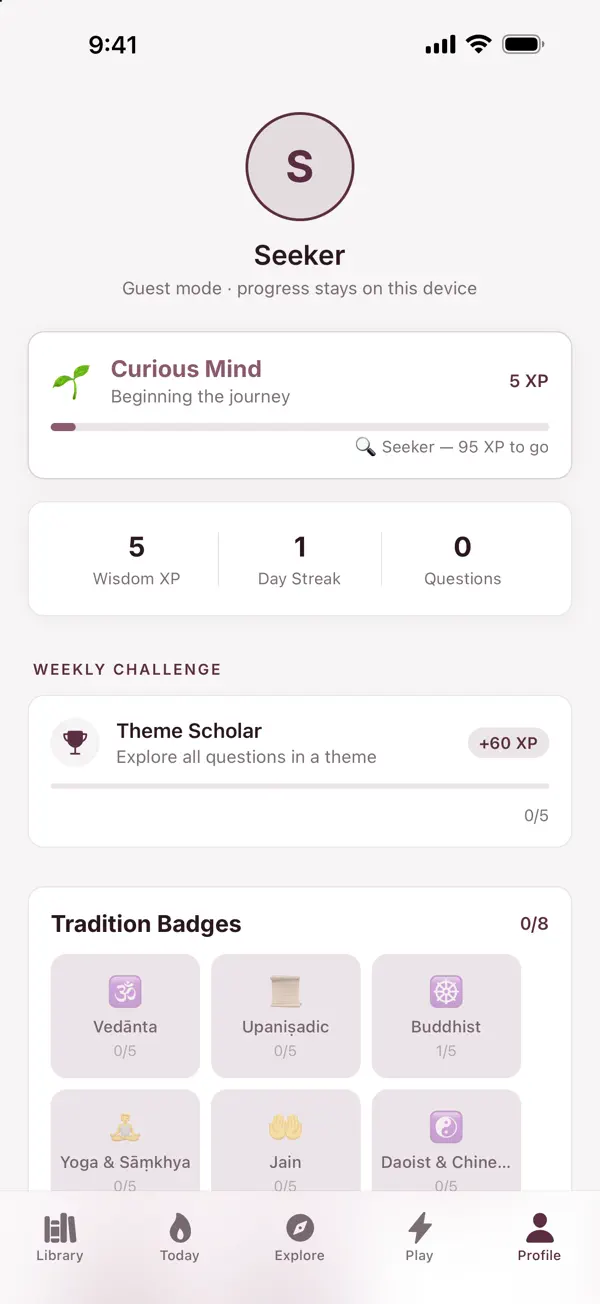 9:41
S
Seeker
Guest mode · progress stays on this device
Curious Mind
Beginning the journey
5 XP
🔍 Seeker — 95 XP to go
5
Wisdom XP
1
Day Streak
0
Questions
WEEKLY CHALLENGE
Theme Scholar
Explore all questions in a theme
+60 XP
0/5
Tradition Badges
0/8
🕉
Vedānta
0/5
Upaniṣadic
0/5
Buddhist
1/5
Yoga & Sāṃkhya
0/5
Jain
0/5
Daoist & Chine...
0/5
Library
Today
Explore
Play
Profile